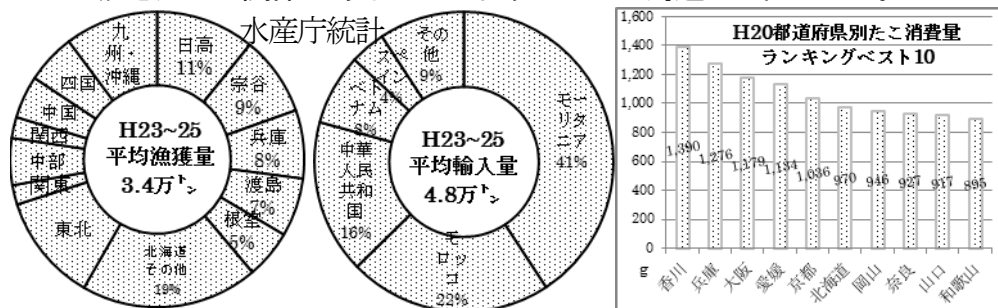 水産庁統計
九州・沖縄
日高
11%
宗谷
9%
兵庫
8%
渡島
7%
根室
5%
北海道
その他
19%
東北
関東
中部
関西
中国
四国
H23~25
平均漁獲量
3.4万㌧
その他
9%
モーリタニア
41%
モロッコ
22%
中華人民共和国
16%
ベトナム
8%
スペイン
4%
H23~25
平均輸入量
4.8万㌧
H20都道府県別たこ消費量
ランキングベスト10
1,600
1,400
1,200
1,000
800
600
400
200
0
g
1,390
1,276
1,179
1,134
1,036
970
946
927
917
895
香川
兵庫
大阪
愛媛
京都
北海道
岡山
奈良
山口
和歌山